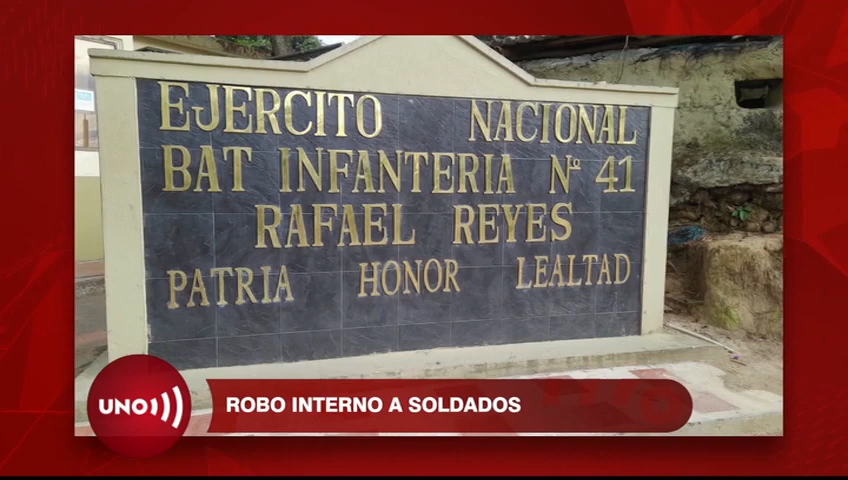 EJERCITO NACIONAL
BAT INFANTERIA Nº 41
RAFAEL REYES
PATRIA HONOR LEALTAD
UNO
ROBO INTERNO A SOLDADOS